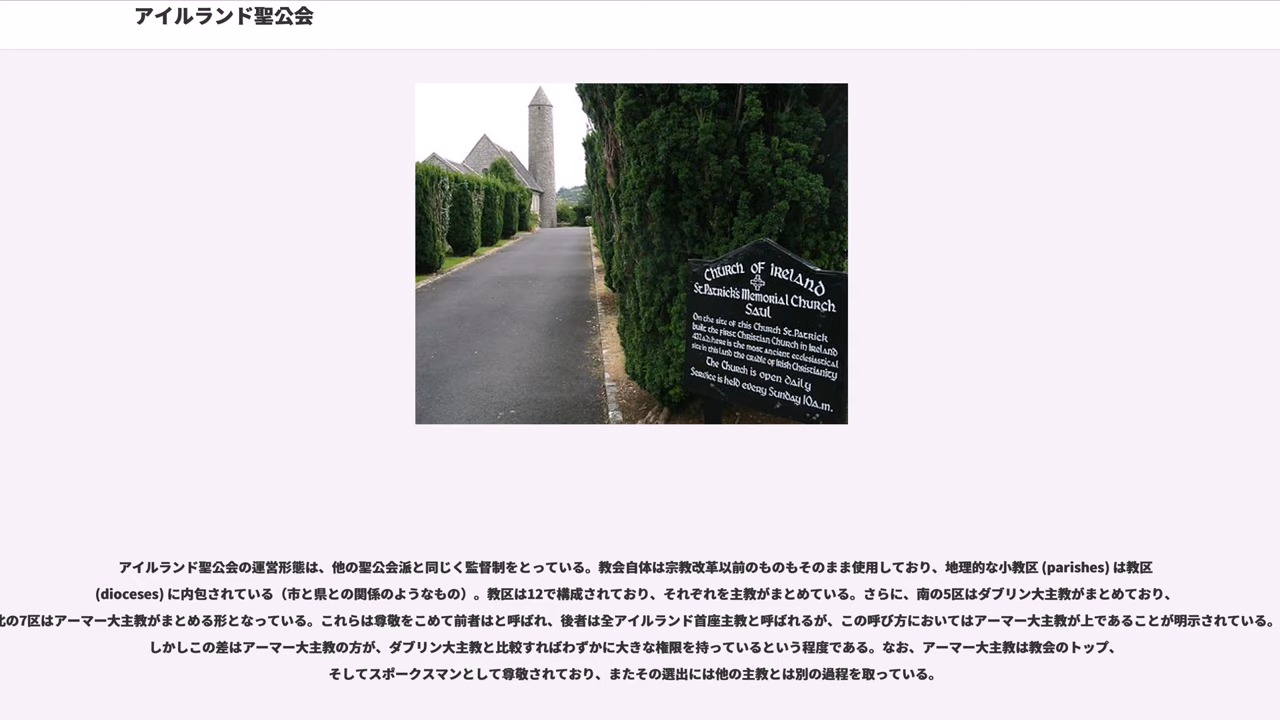 アイルランド聖公会
Church of Ireland
St.Patrick's Memorial Church
Saul
On the site of this Church St.Patrick
built the first Christian Church in Ireland
432 a.d. here is the most ancient ecclesiastical
site in this land the cradle of Irish Christianity
The Church is open daily
Service is held every Sunday 10a.m.
アイルランド聖公会の運営形態は、他の聖公会派と同じく監督制をとっている。教会自体は宗教改革以前のものもそのまま使用しており、地理的な小教区 (parishes) は教区
(dioceses) に内包されている（市と県との関係のようなもの）。教区は12で構成されており、それぞれを主教がまとめている。さらに、南の5区はダブリン大主教がまとめており、
北の7区はアーマー大主教がまとめる形となっている。これらは尊敬をこめて前者はと呼ばれ、後者は全アイルランド首座主教と呼ばれるが、この呼び方においてはアーマー大主教が上であることが明示されている。
しかしこの差はアーマー大主教の方が、ダブリン大主教と比較すればわずかに大きな権限を持っているという程度である。なお、アーマー大主教は教会のトップ、
そしてスポークスマンとして尊敬されており、またその選出には他の主教とは別の過程を取っている。